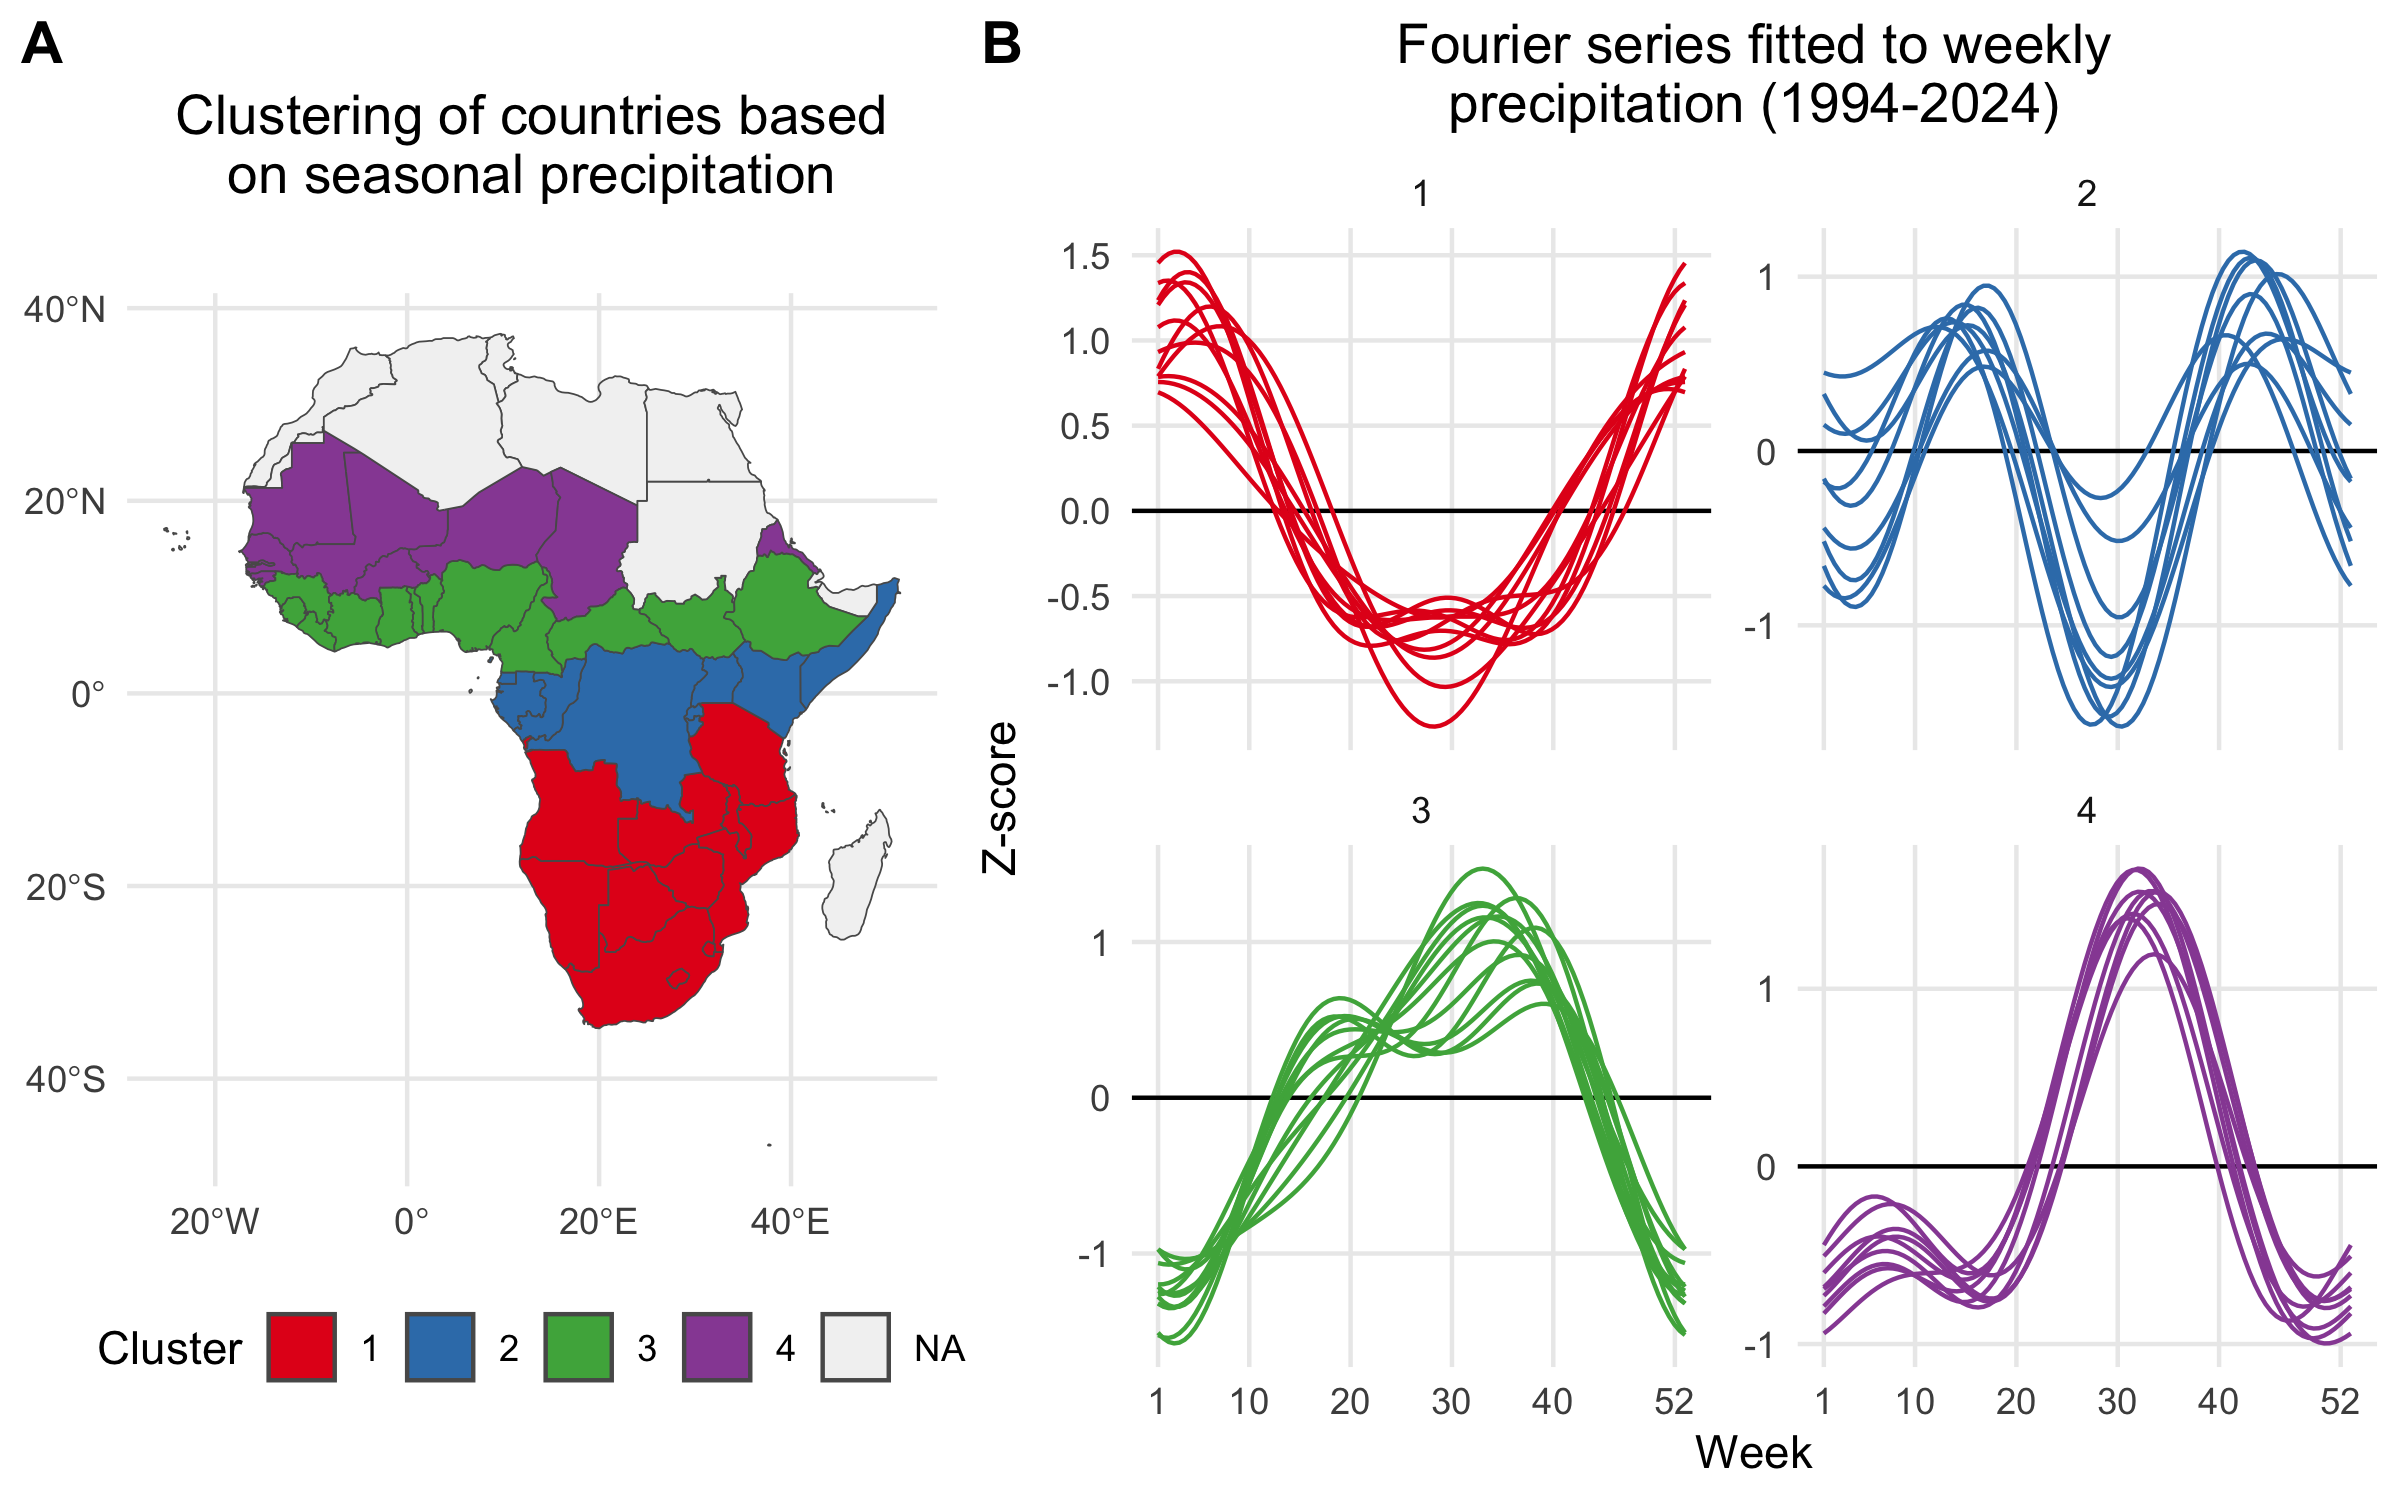 A
Clustering of countries based
on seasonal precipitation
40°N
20°N
0°
20°S
40°S
20°W 0° 20°E 40°E
Cluster 1 2 3 4 NA
B
Fourier series fitted to weekly
precipitation (1994-2024)
Z-score
1
1.5
1.0
0.5
0.0
-0.5
-1.0
2
1
0
-1
3
1
0
-1
1 10 20 30 40 52
4
1
0
-1
1 10 20 30 40 52
Week